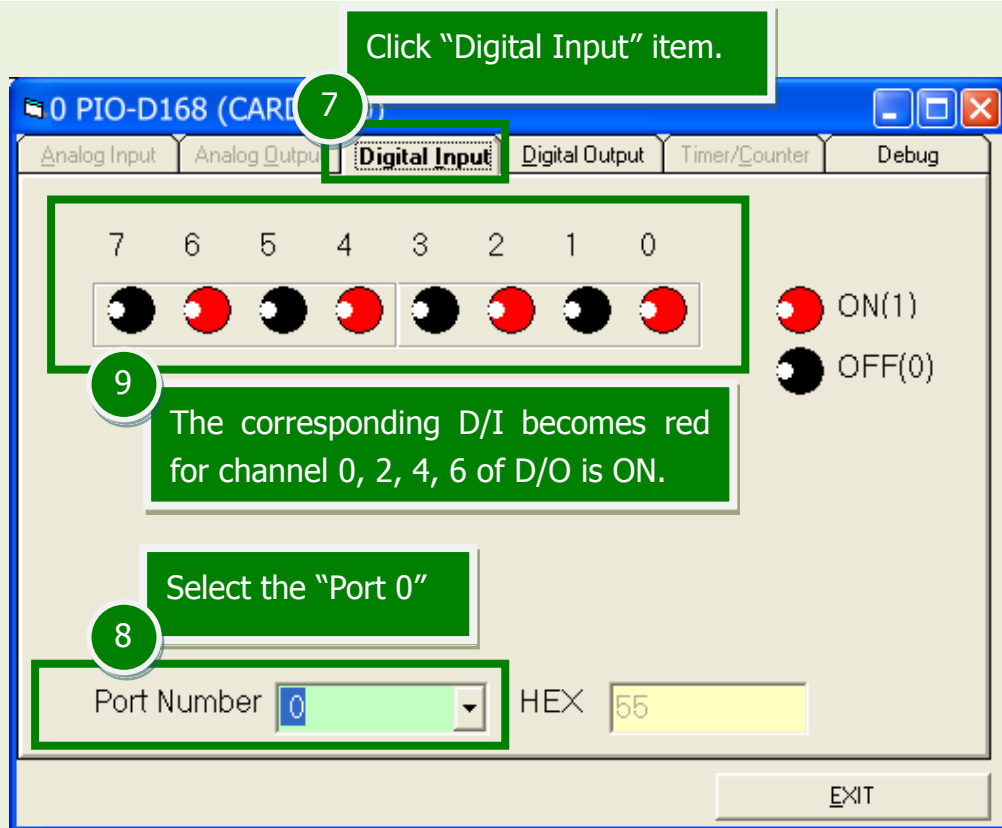 Click “Digital Input” item.
7
0 PIO-D168 (CARD
Analog Input Analog Outpu Digital Input Digital Output Timer/Counter Debug
7 6 5 4 3 2 1 0
ON(1)
OFF(0)
9
The corresponding D/I becomes red
for channel 0, 2, 4, 6 of D/O is ON.
Select the “Port 0”
8
Port Number 0 HEX 55
EXIT